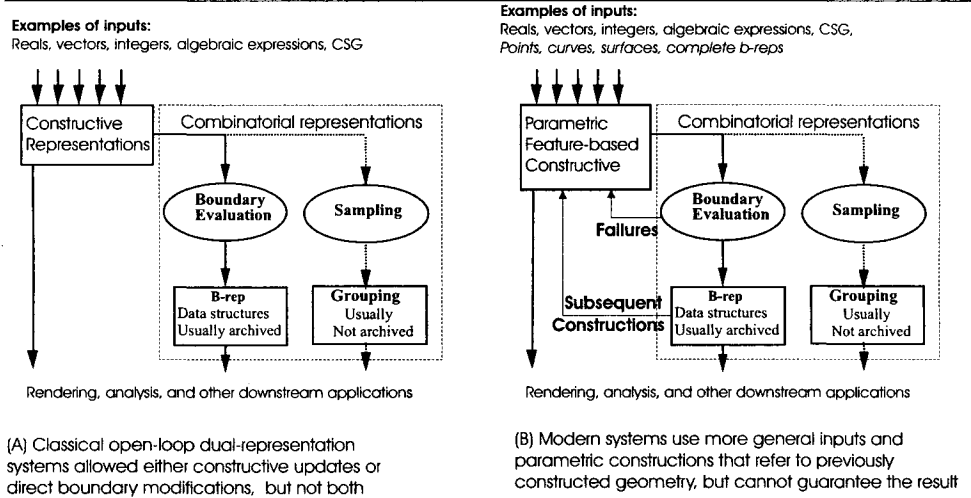 Examples of inputs:
Reals, vectors, integers, algebraic expressions, CSG
Constructive
Representations
Combinatorial representations
Boundary
Evaluation
Sampling
B-rep
Data structures
Usually archived
Grouping
Usually
Not archived
Rendering, analysis, and other downstream applications
(A) Classical open-loop dual-representation
systems allowed either constructive updates or
direct boundary modifications, but not both
Examples of inputs:
Reals, vectors, integers, algebraic expressions, CSG,
Points, curves, surfaces, complete b-reps
Parametric
Feature-based
Constructive
Combinatorial representations
Boundary
Evaluation
Sampling
Failures
Subsequent
Constructions
B-rep
Data structures
Usually archived
Grouping
Usually
Not archived
Rendering, analysis, and other downstream applications
(B) Modern systems use more general inputs and
parametric constructions that refer to previously
constructed geometry, but cannot guarantee the result